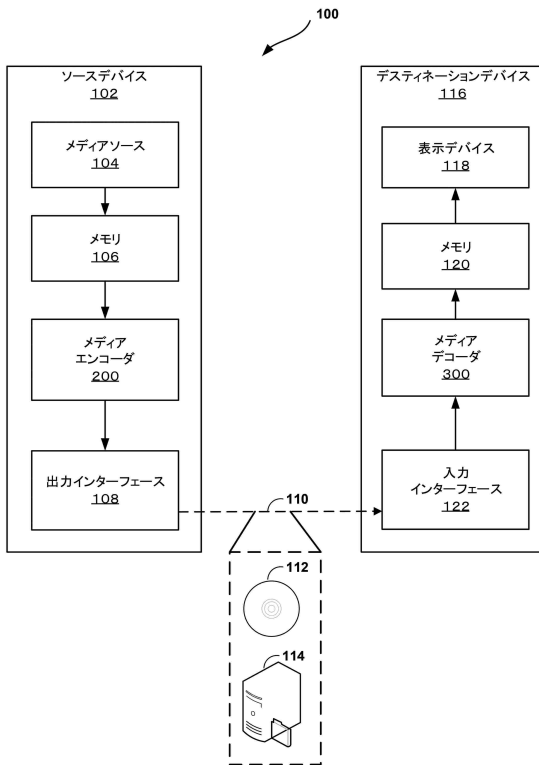 100
ソースデバイス
102
メディアソース
104
メモリ
106
メディア
エンコーダ
200
出力インターフェース
108
デスティネーションデバイス
116
表示デバイス
118
メモリ
120
メディア
デコーダ
300
入力
インターフェース
122
110
112
114